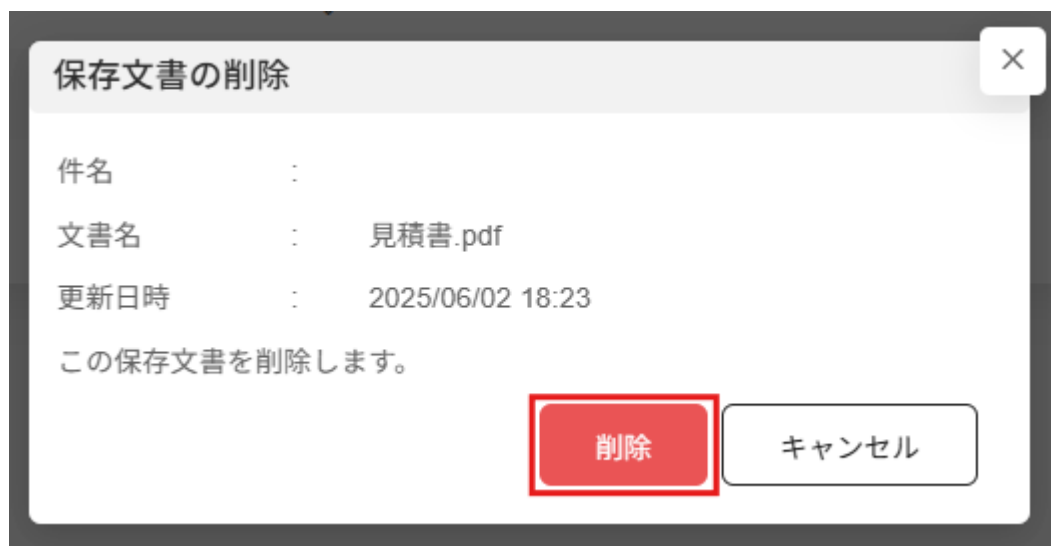 保存文書の削除
件名 :
文書名 : 見積書.pdf
更新日時 : 2025/06/02 18:23
この保存文書を削除します。
削除 キャンセル